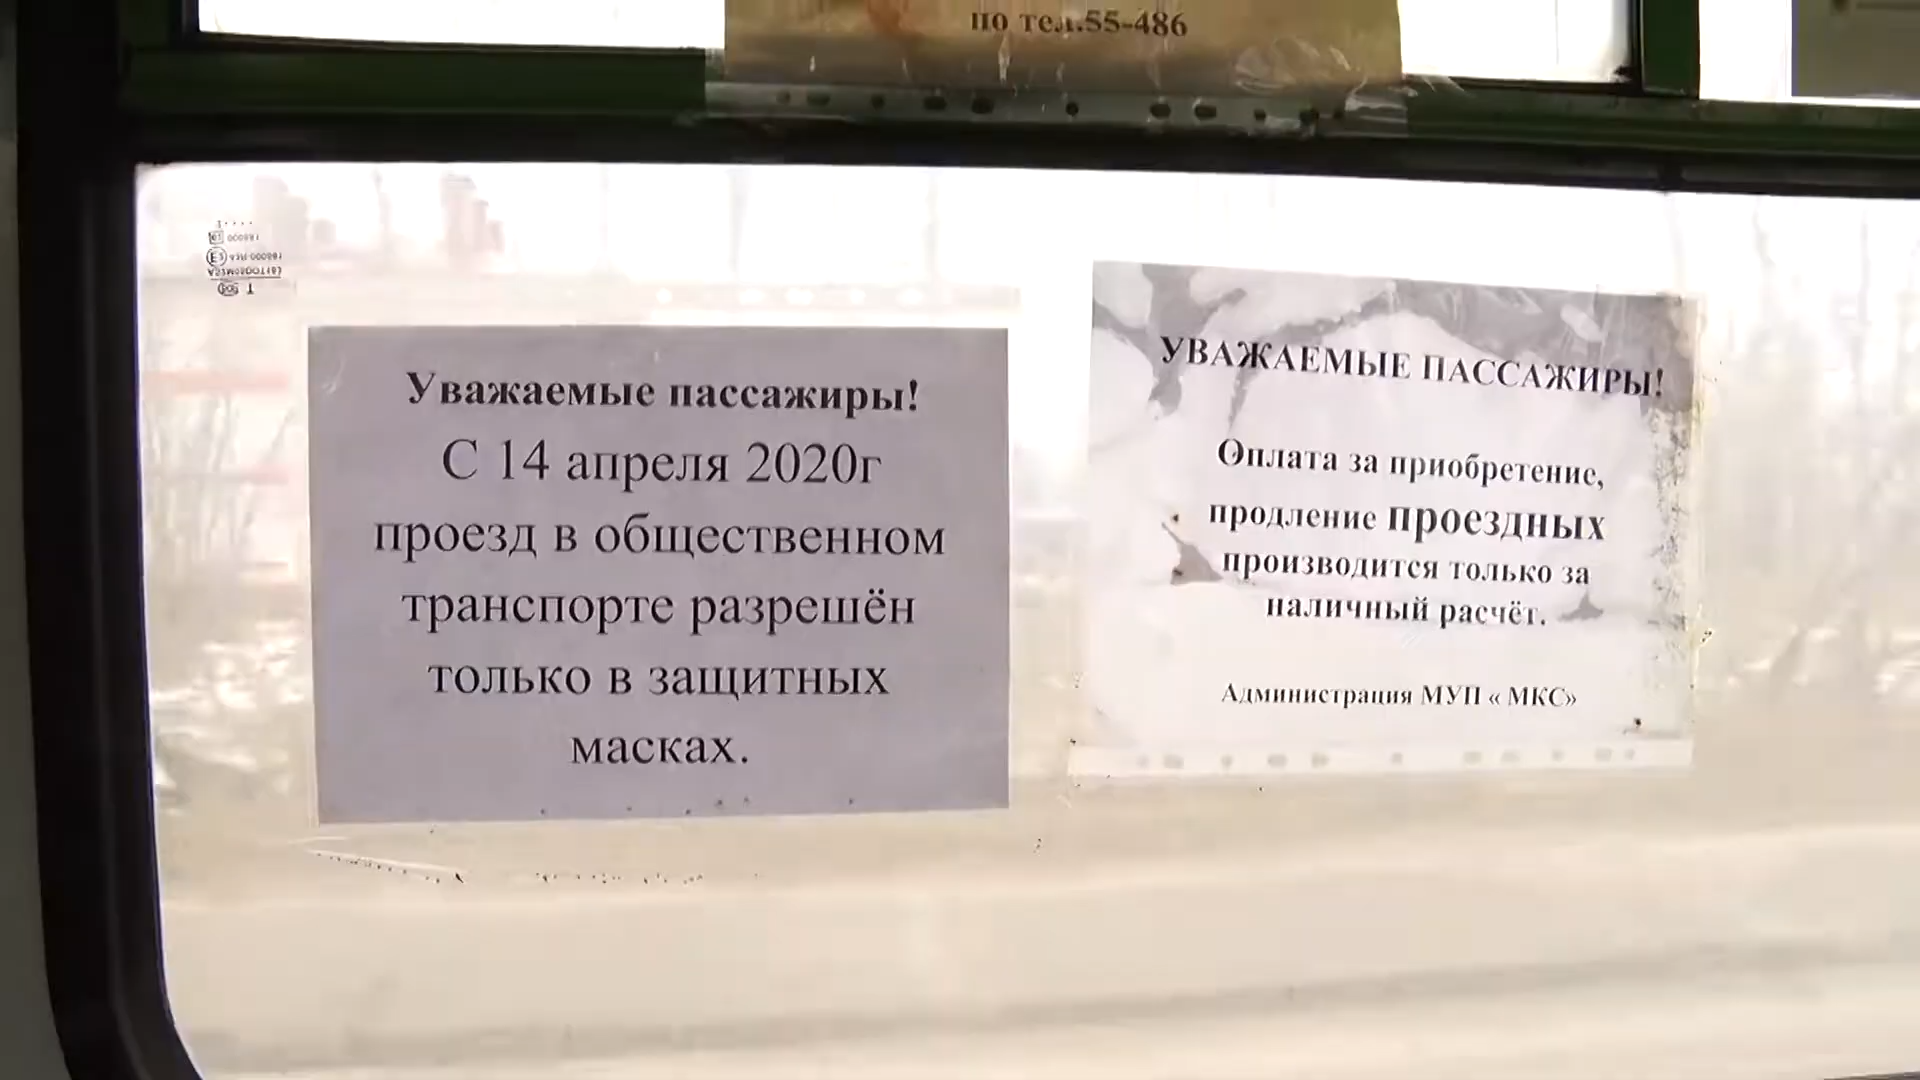 по тел.55-486
Уважаемые пассажиры!
С 14 апреля 2020г
проезд в общественном
транспорте разрешён
только в защитных
масках.
УВАЖАЕМЫЕ ПАССАЖИРЫ!
Оплата за приобретение,
продление проездных
производится только за
наличный расчёт.
Администрация МУП « МКС»